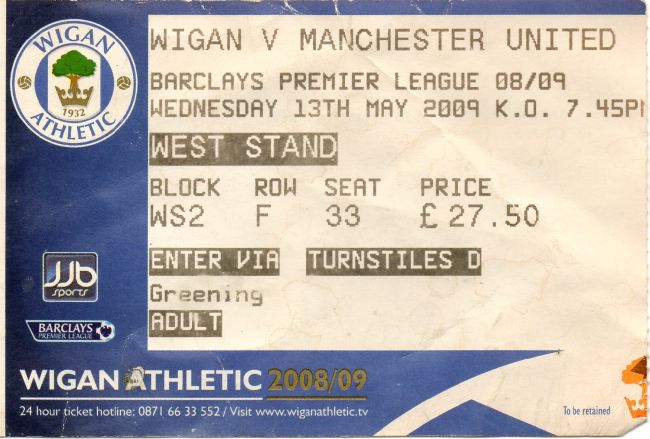 WIGAN
1932
ATHLETIC
WIGAN V MANCHESTER UNITED
BARCLAYS PREMIER LEAGUE 08/09
WEDNESDAY 13TH MAY 2009 K.O. 7.45PM
WEST STAND
BLOCK ROW SEAT PRICE
WS2 F 33 £ 27.50
ENTER VIA TURNSTILES D
Greening
ADULT
JJB
sports
BARCLAYS
PREMIER LEAGUE
WIGAN ATHLETIC 2008/09
24 hour ticket hotline: 0871 66 33 552 / Visit www.wiganathletic.tv
To be retained